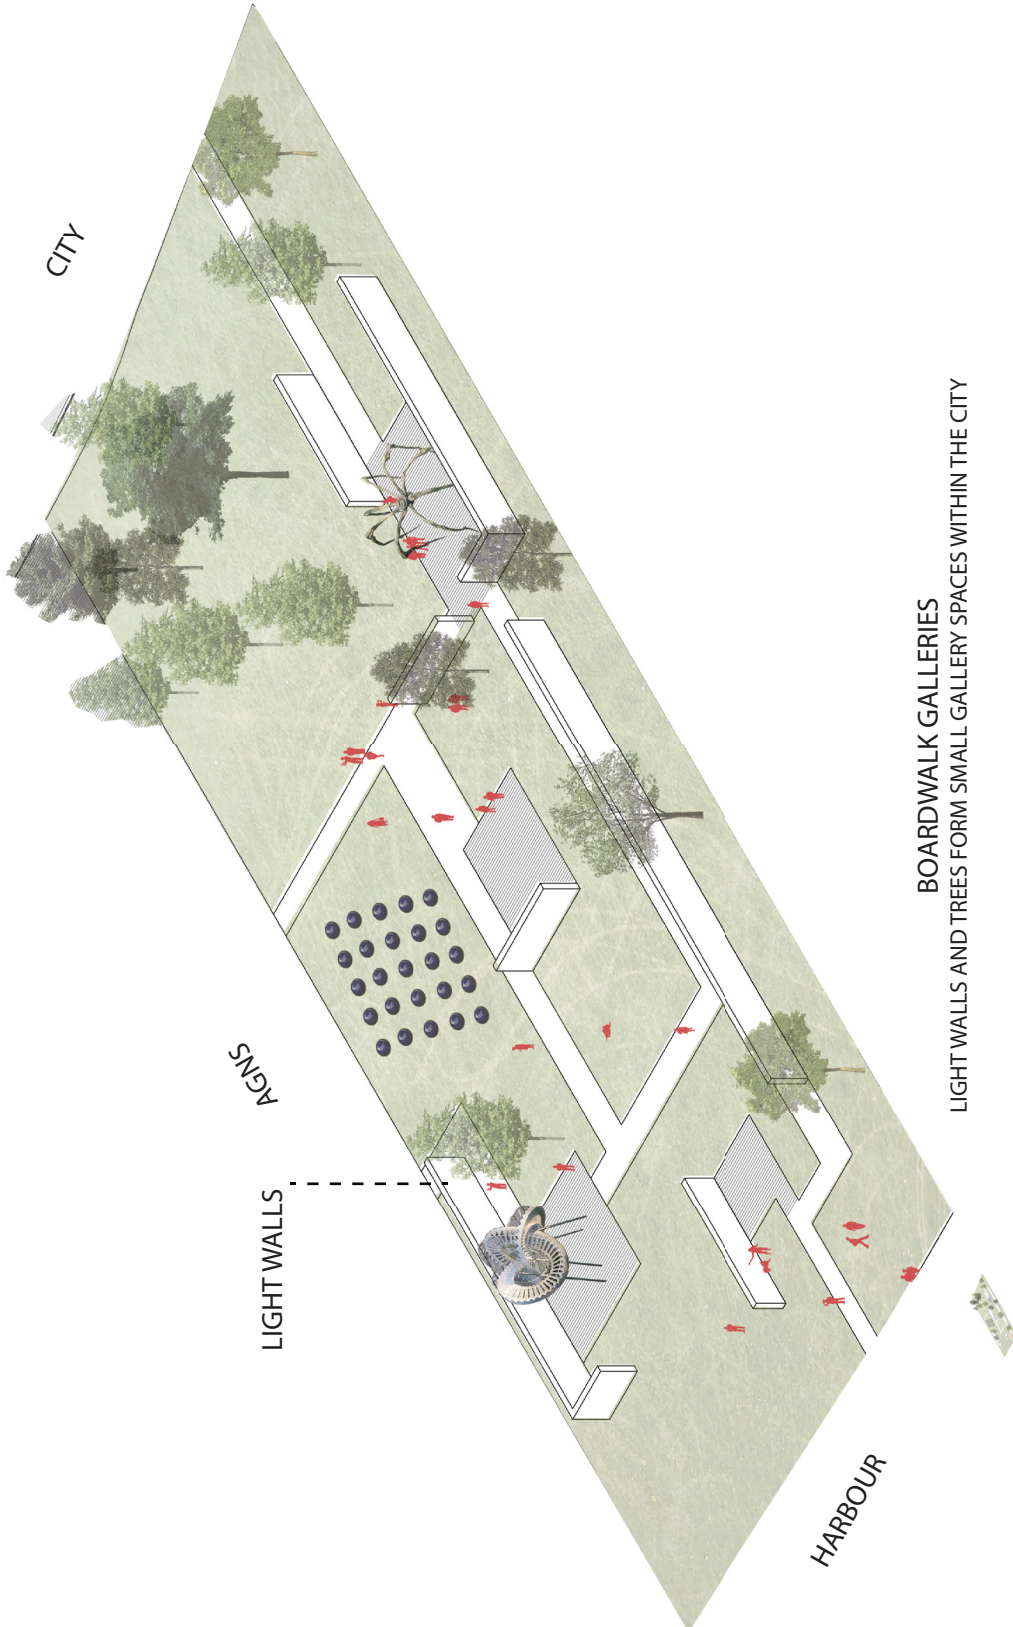 CITY
AGNS
LIGHT WALLS
HARBOUR
BOARDWALK GALLERIES
LIGHT WALLS AND TREES FORM SMALL GALLERY SPACES WITHIN THE CITY